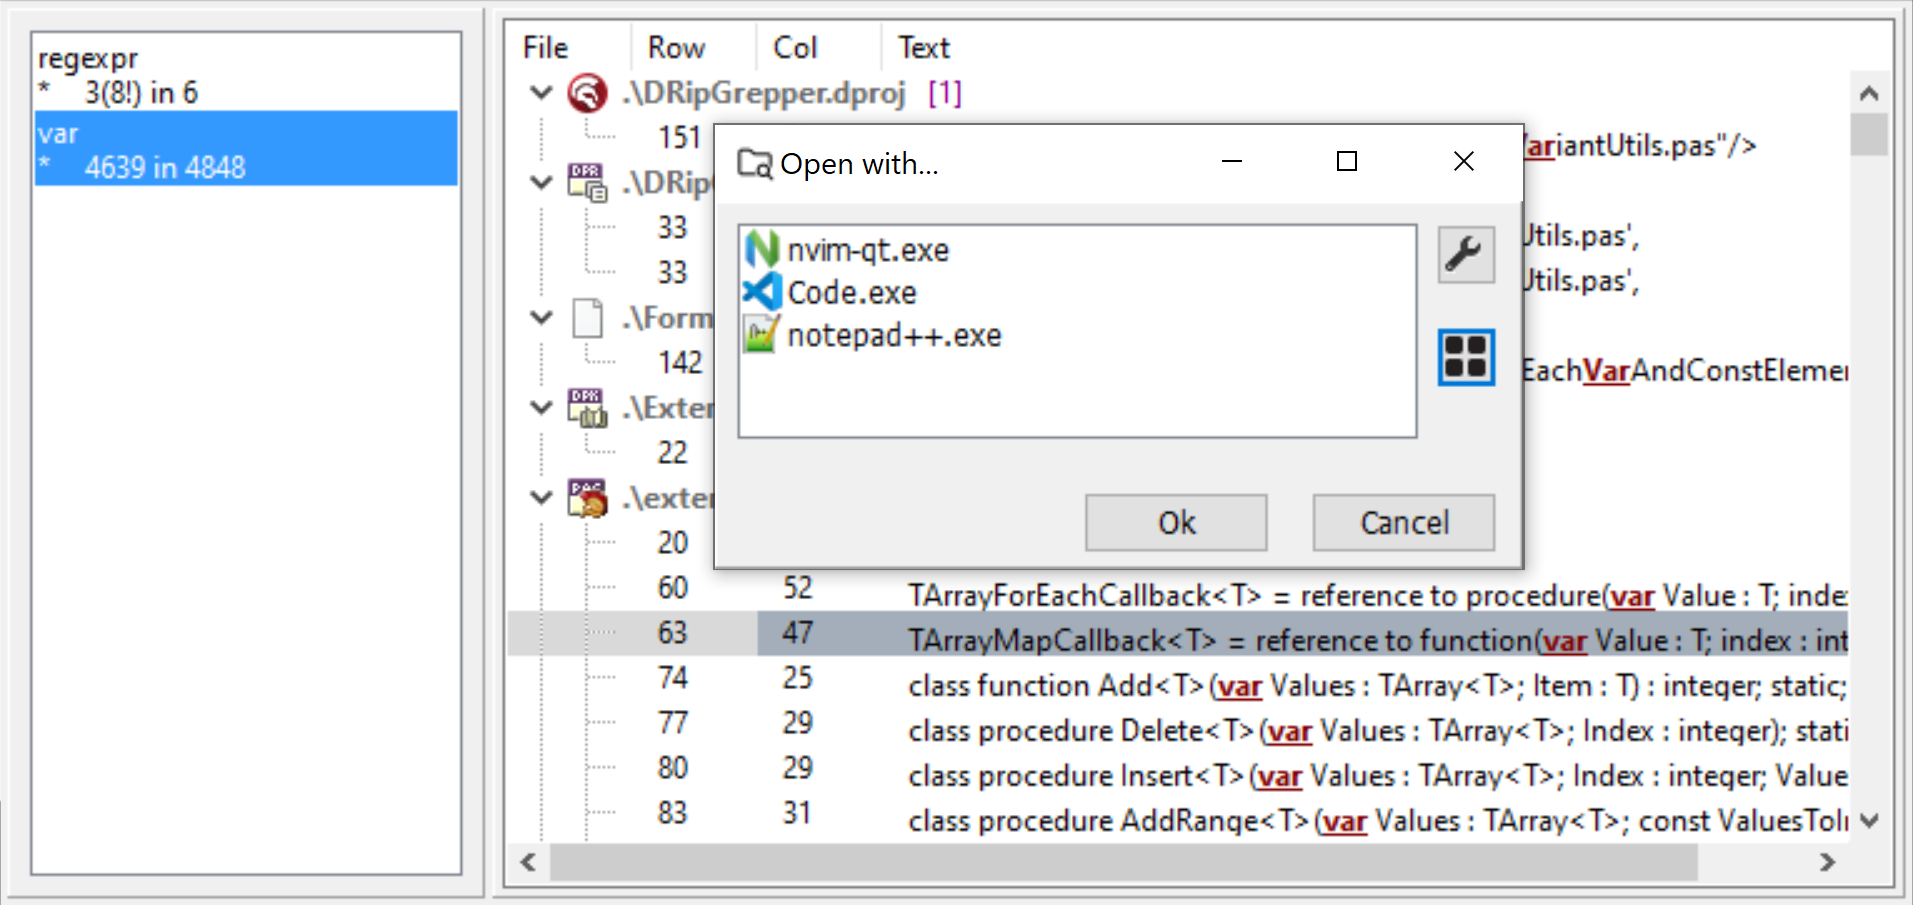 regexpr
* 3(8!) in 6
var
* 4639 in 4848
File Row Col Text
.\DRipGrepper.dproj [1]
151 VariantUtils.pas"/>
.\DRip
33 Utils.pas',
33 Utils.pas',
.\Form
142 EachVarAndConstElemen
.\Exter
22
.\exter
20
60 52 TArrayForEachCallback<T> = reference to procedure(var Value : T; index
63 47 TArrayMapCallback<T> = reference to function(var Value : T; index : int
74 25 class function Add<T>(var Values : TArray<T>; Item : T) : integer; static;
77 29 class procedure Delete<T>(var Values : TArray<T>; Index : integer); stati
80 29 class procedure Insert<T>(var Values : TArray<T>; Index : integer; Value
83 31 class procedure AddRange<T>(var Values : TArray<T>; const ValuesToIn
Open with...
nvim-qt.exe
Code.exe
notepad++.exe
Ok Cancel